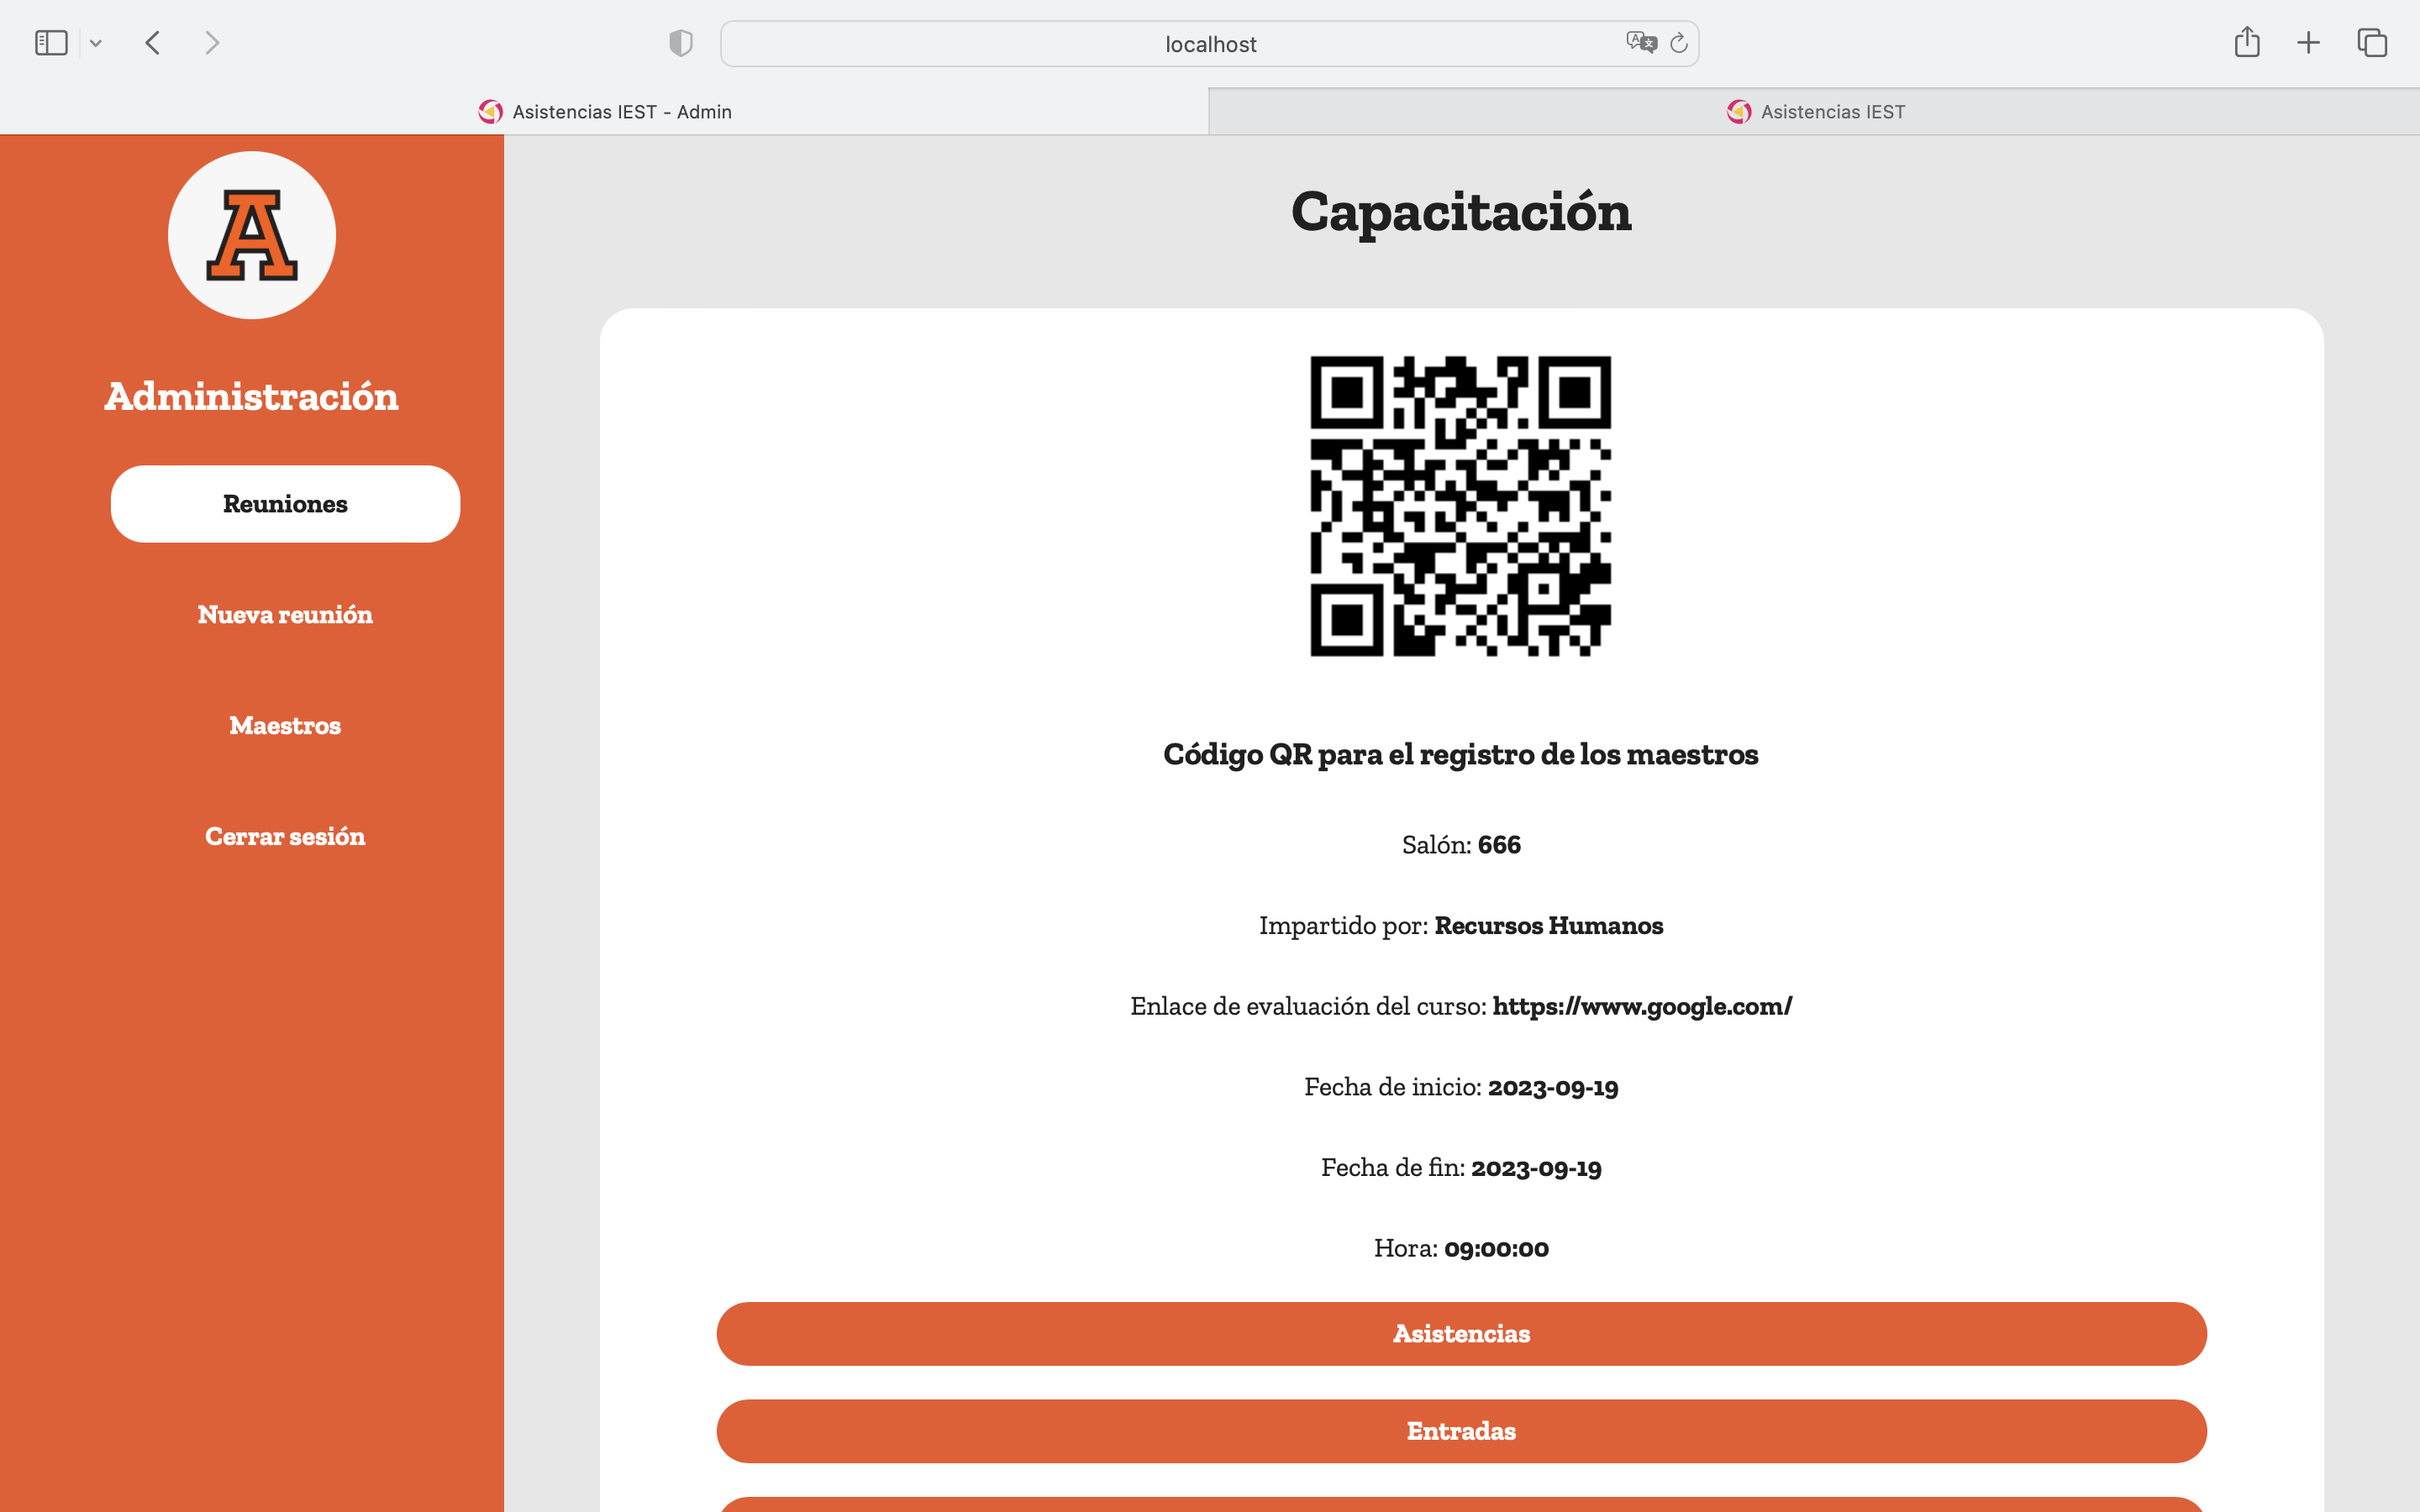 localhost
Asistencias IEST - Admin
Asistencias IEST
A
Administración
Reuniones
Nueva reunión
Maestros
Cerrar sesión
Capacitación
Código QR para el registro de los maestros
Salón: 666
Impartido por: Recursos Humanos
Enlace de evaluación del curso: https://www.google.com/
Fecha de inicio: 2023-09-19
Fecha de fin: 2023-09-19
Hora: 09:00:00
Asistencias
Entradas